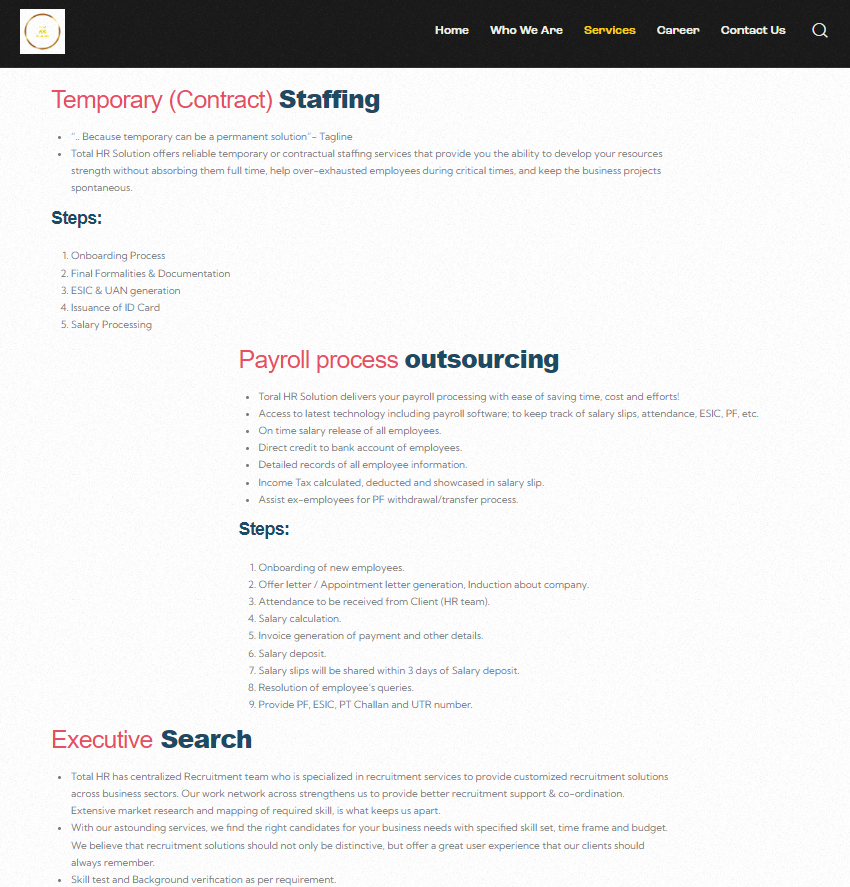 Home Who We Are Services Career Contact Us
Temporary (Contract) Staffing
• “.. Because temporary can be a permanent solution”- Tagline
• Total HR Solution offers reliable temporary or contractual staffing services that provide you the ability to develop your resources
strength without absorbing them full time, help over-exhausted employees during critical times, and keep the business projects
spontaneous.
Steps:
1. Onboarding Process
2. Final Formalities & Documentation
3. ESIC & UAN generation
4. Issuance of ID Card
5. Salary Processing
Payroll process outsourcing
• Toral HR Solution delivers your payroll processing with ease of saving time, cost and efforts!
• Access to latest technology including payroll software; to keep track of salary slips, attendance, ESIC, PF, etc.
• On time salary release of all employees.
• Direct credit to bank account of employees.
• Detailed records of all employee information.
• Income Tax calculated, deducted and showcased in salary slip.
• Assist ex-employees for PF withdrawal/transfer process.
Steps:
1. Onboarding of new employees.
2. Offer letter / Appointment letter generation, Induction about company.
3. Attendance to be received from Client (HR team).
4. Salary calculation.
5. Invoice generation of payment and other details.
6. Salary deposit.
7. Salary slips will be shared within 3 days of Salary deposit.
8. Resolution of employee's queries.
9. Provide PF, ESIC, PT Challan and UTR number.
Executive Search
• Total HR has centralized Recruitment team who is specialized in recruitment services to provide customized recruitment solutions
across business sectors. Our work network across strengthens us to provide better recruitment support & co-ordination.
Extensive market research and mapping of required skill, is what keeps us apart.
• With our astounding services, we find the right candidates for your business needs with specified skill set, time frame and budget.
We believe that recruitment solutions should not only be distinctive, but offer a great user experience that our clients should
always remember.
• Skill test and Background verification as per requirement.